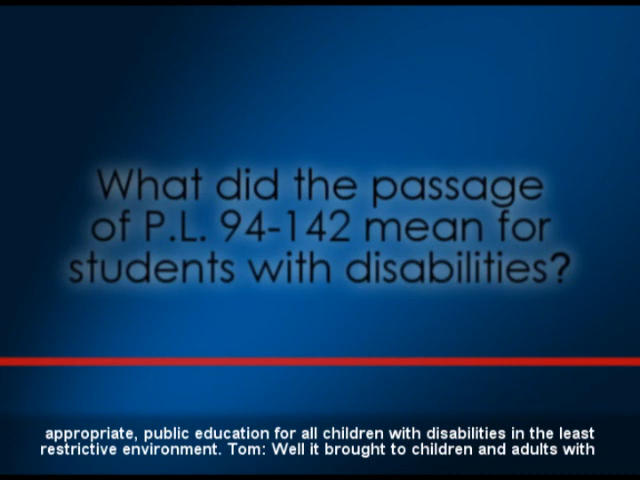 What did the passage
of P.L. 94-142 mean for
students with disabilities?
appropriate, public education for all children with disabilities in the least
restrictive environment. Tom: Well it brought to children and adults with